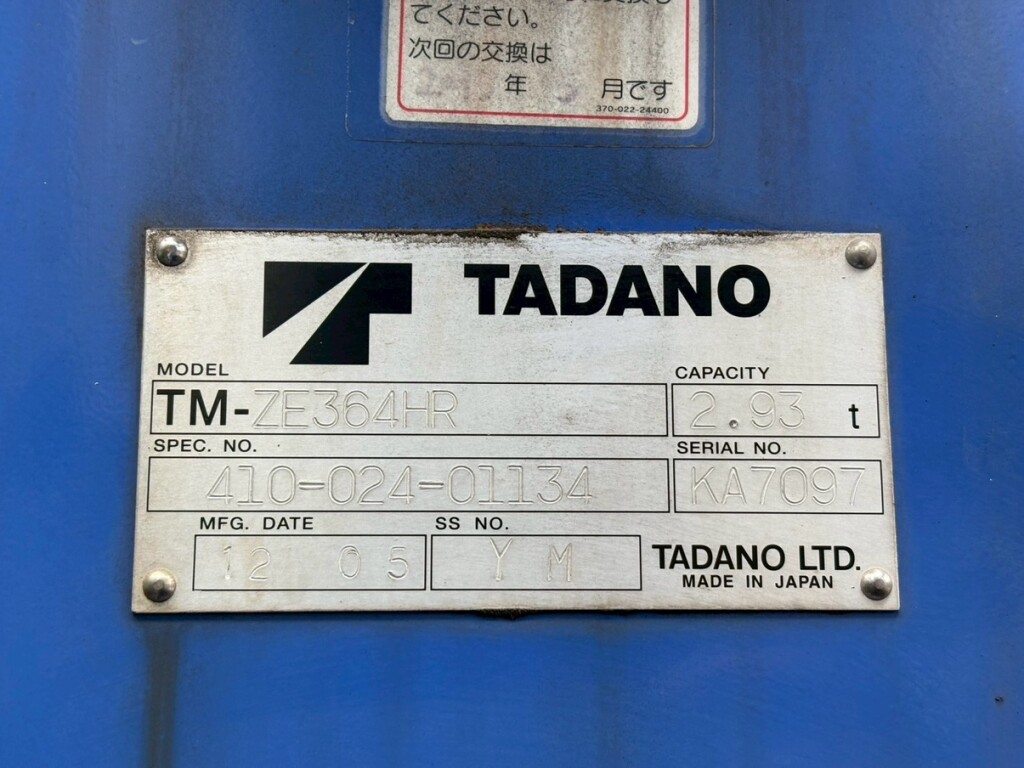 てください。
次回の交換は
年 月です
370-022-24400
TADANO
MODEL
TM-ZE364HR
CAPACITY
2.93 t
SPEC. NO.
410-024-01134
SERIAL NO.
KA7097
MFG. DATE
12 05
SS NO.
Y M
TADANO LTD.
MADE IN JAPAN